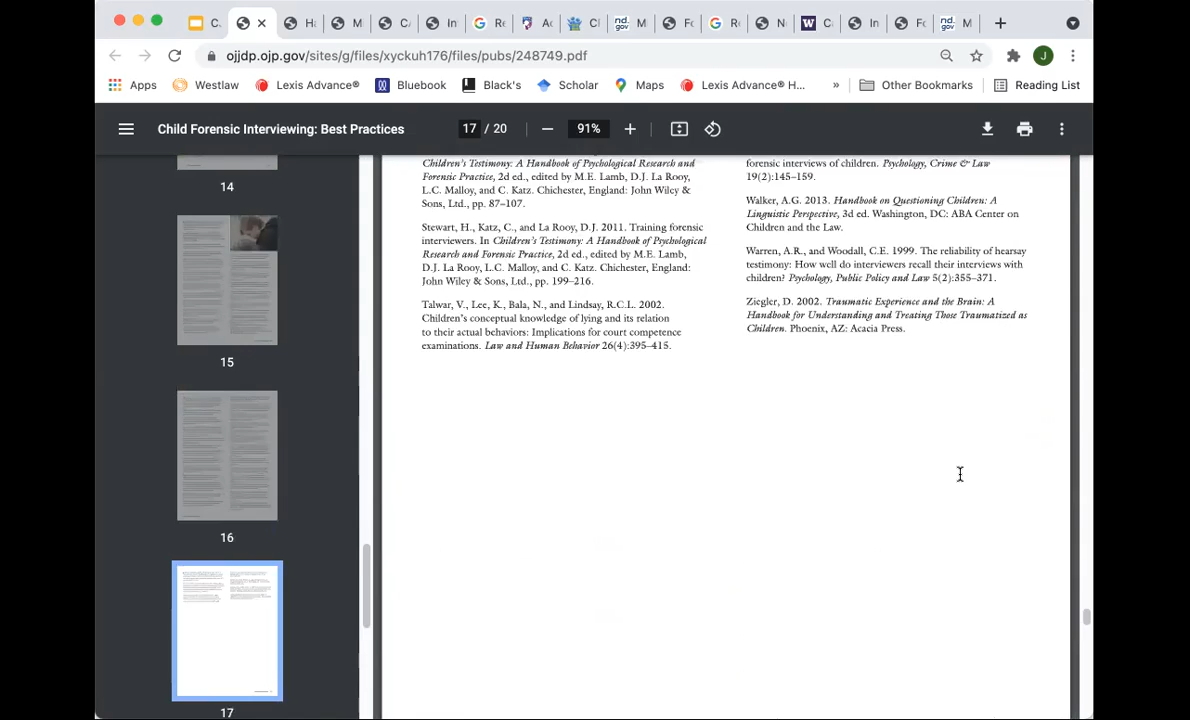 C.
H
M
C
In
Re
Ac
C
nd.gov
M
Fo
Re
N
W
C
In
Fo
nd.gov
M
ojjdp.ojp.gov/sites/g/files/xyckuh176/files/pubs/248749.pdf
J
Apps
Westlaw
Lexis Advance®
Bluebook
Black's
Scholar
Maps
Lexis Advance® H...
»
Other Bookmarks
Reading List
Child Forensic Interviewing: Best Practices
17 / 20
91%
14
15
16
17
Children's Testimony: A Handbook of Psychological Research and
Forensic Practice, 2d ed., edited by M.E. Lamb, D.J. La Rooy,
L.C. Malloy, and C. Katz. Chichester, England: John Wiley &
Sons, Ltd., pp. 87–107.
Stewart, H., Katz, C., and La Rooy, D.J. 2011. Training forensic
interviewers. In Children's Testimony: A Handbook of Psychological
Research and Forensic Practice, 2d ed., edited by M.E. Lamb,
D.J. La Rooy, L.C. Malloy, and C. Katz. Chichester, England:
John Wiley & Sons, Ltd., pp. 199–216.
Talwar, V., Lee, K., Bala, N., and Lindsay, R.C.L. 2002.
Children's conceptual knowledge of lying and its relation
to their actual behaviors: Implications for court competence
examinations. Law and Human Behavior 26(4):395–415.
forensic interviews of children. Psychology, Crime & Law
19(2):145–159.
Walker, A.G. 2013. Handbook on Questioning Children: A
Linguistic Perspective, 3d ed. Washington, DC: ABA Center on
Children and the Law.
Warren, A.R., and Woodall, C.E. 1999. The reliability of hearsay
testimony: How well do interviewers recall their interviews with
children? Psychology, Public Policy and Law 5(2):355–371.
Ziegler, D. 2002. Traumatic Experience and the Brain: A
Handbook for Understanding and Treating Those Traumatized as
Children. Phoenix, AZ: Acacia Press.